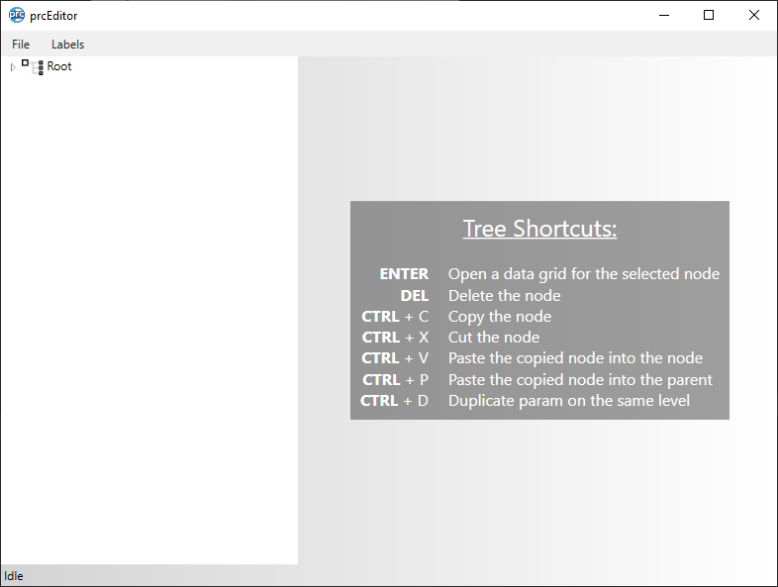 prc prcEditor
File Labels
Root
Tree Shortcuts:
ENTER Open a data grid for the selected node
DEL Delete the node
CTRL + C Copy the node
CTRL + X Cut the node
CTRL + V Paste the copied node into the node
CTRL + P Paste the copied node into the parent
CTRL + D Duplicate param on the same level
Idle